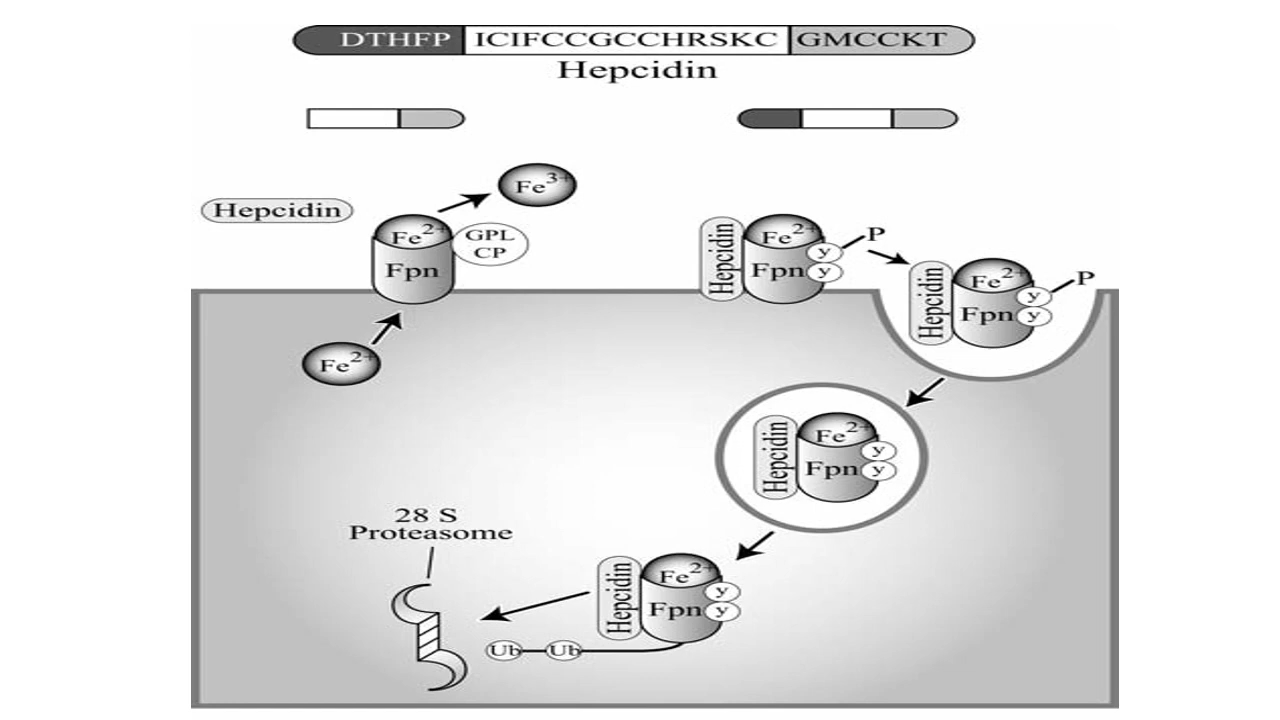 DTHFP ICIFCCGCCHRSKC GMCCKT
Hepcidin
Fe3+
Hepcidin
Fe2+
GPL
CP
Fpn
Fe2+
Hepcidin
Fe2+
Fpn
y
y
P
Hepcidin
Fe2+
Fpn
y
y
P
Hepcidin
Fe2+
Fpn
y
y
28 S
Proteasome
Hepcidin
Fe2+
Fpn
y
y
Ub
Ub